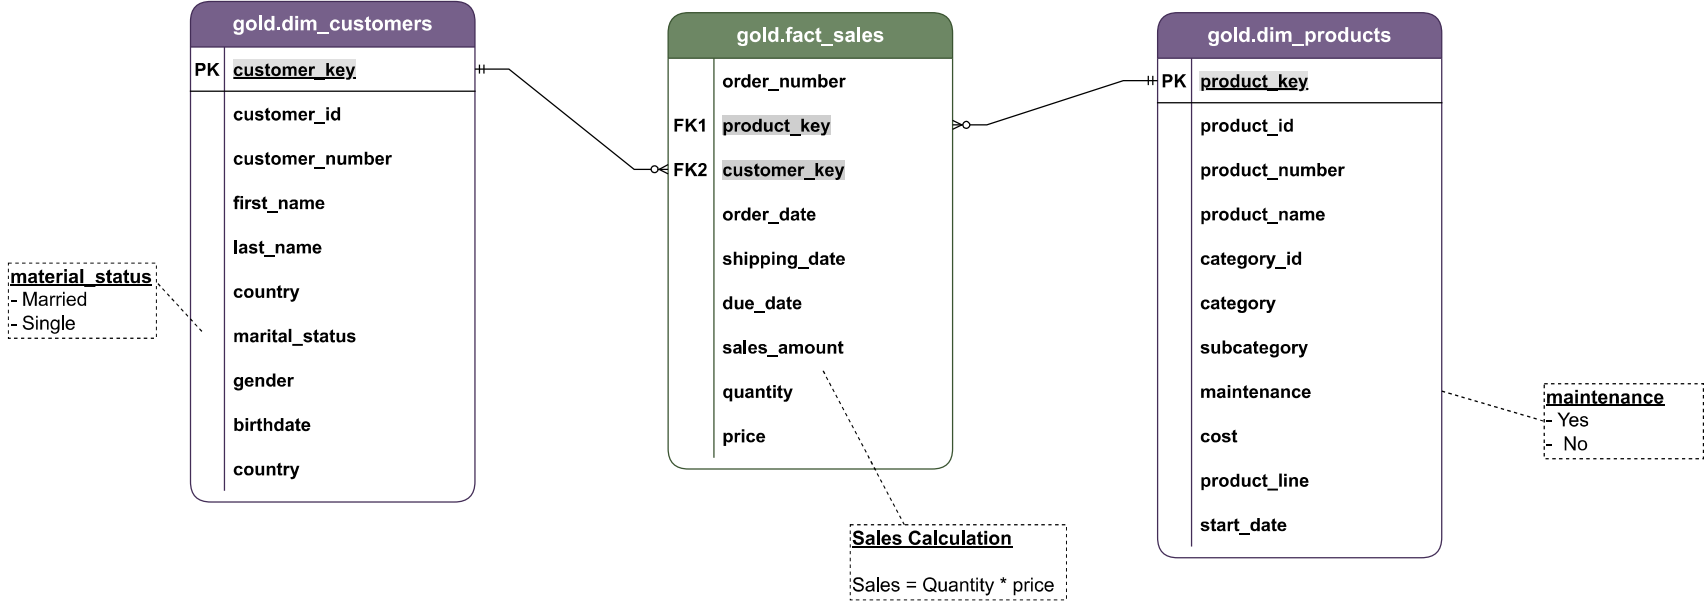 gold.dim_customers
PK customer_key
customer_id
customer_number
first_name
last_name
country
marital_status
gender
birthdate
country
material_status
- Married
- Single
gold.fact_sales
order_number
FK1 product_key
FK2 customer_key
order_date
shipping_date
due_date
sales_amount
quantity
price
Sales Calculation
Sales = Quantity * price
gold.dim_products
PK product_key
product_id
product_number
product_name
category_id
category
subcategory
maintenance
cost
product_line
start_date
maintenance
- Yes
- No